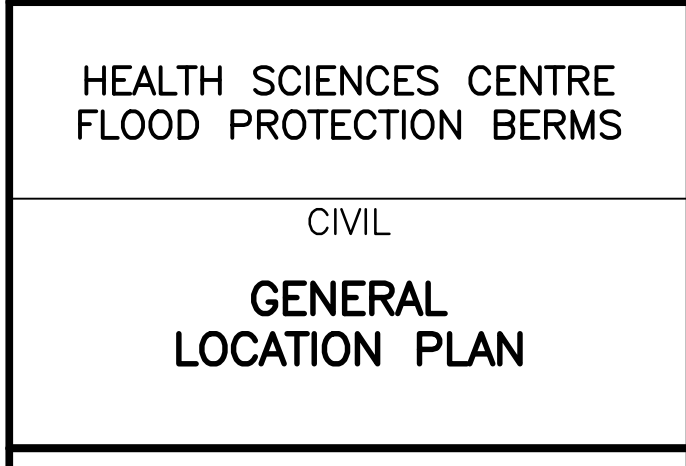 HEALTH SCIENCES CENTRE
FLOOD PROTECTION BERMS
CIVIL
GENERAL
LOCATION PLAN